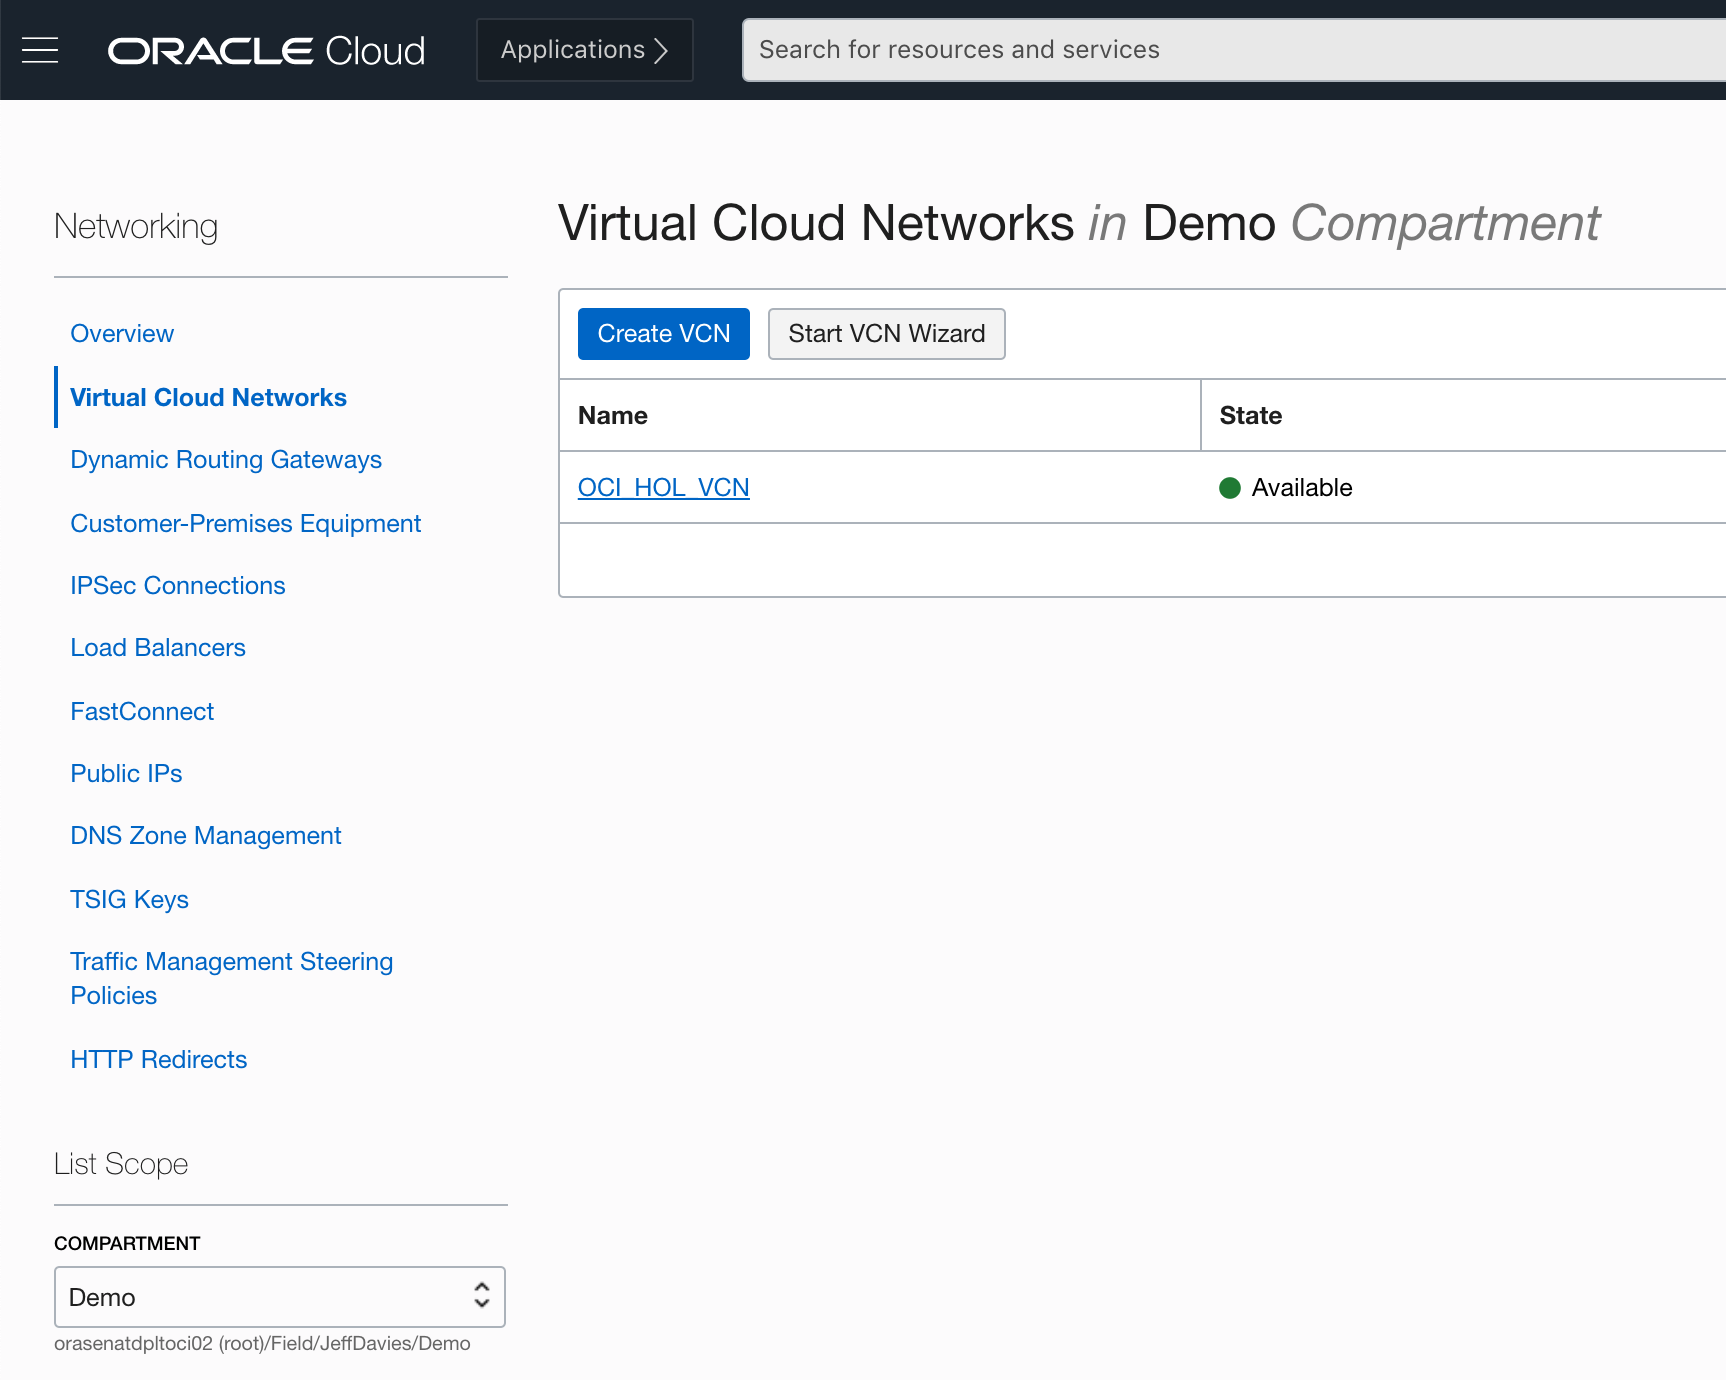 ORACLE Cloud
Applications
Search for resources and services
Networking
Overview
Virtual Cloud Networks
Dynamic Routing Gateways
Customer-Premises Equipment
IPSec Connections
Load Balancers
FastConnect
Public IPs
DNS Zone Management
TSIG Keys
Traffic Management Steering
Policies
HTTP Redirects
List Scope
COMPARTMENT
Demo
orasenatdpltoci02 (root)/Field/JeffDavies/Demo
Virtual Cloud Networks in Demo Compartment
Create VCN
Start VCN Wizard
Name
State
OCI_HOL_VCN
Available